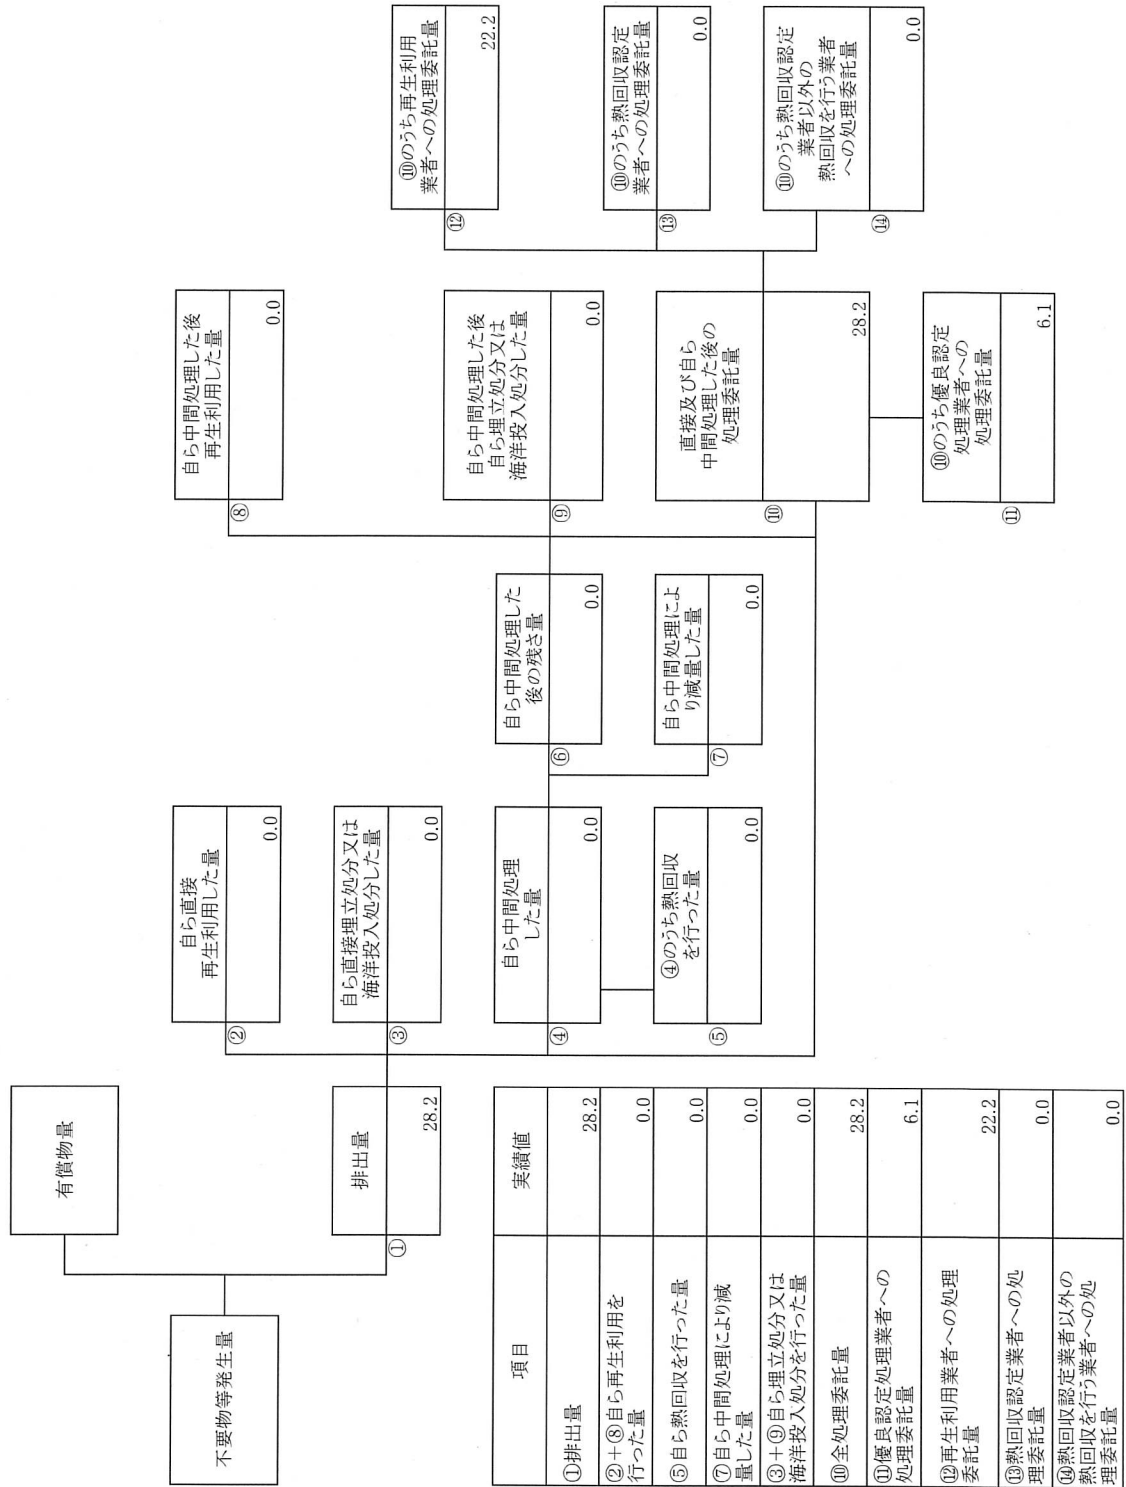 不要物等発生量
有償物量
①
排出量
28.2
②
自ら直接
再生利用した量
0.0
③
自ら直接埋立処分又は
海洋投入処分した量
0.0
④
自ら中間処理
した量
0.0
⑤
④のうち熱回収
を行った量
0.0
⑥
自ら中間処理した
後の残さ量
0.0
⑦
自ら中間処理によ
り減量した量
0.0
⑧
自ら中間処理した後
再生利用した量
0.0
⑨
自ら中間処理した後
自ら埋立処分又は
海洋投入処分した量
0.0
⑩
直接及び自ら
中間処理した後の
処理委託量
28.2
⑪
⑩のうち優良認定
処理業者への
処理委託量
6.1
⑫
⑩のうち再生利用
業者への処理委託量
22.2
⑬
⑩のうち熱回収認定
業者への処理委託量
0.0
⑭
⑩のうち熱回収認定
業者以外の
熱回収を行う業者
への処理委託量
0.0
項目
実績値
①排出量
28.2
②+⑧自ら再生利用を
行った量
0.0
⑤自ら熱回収を行った量
0.0
⑦自ら中間処理により減
量した量
0.0
③+⑨自ら埋立処分又は
海洋投入処分を行った量
0.0
⑩全処理委託量
28.2
⑪優良認定処理業者への
処理委託量
6.1
⑫再生利用業者への処理
委託量
22.2
⑬熱回収認定業者への処
理委託量
0.0
⑭熱回収認定業者以外の
熱回収を行う業者への処
理委託量
0.0